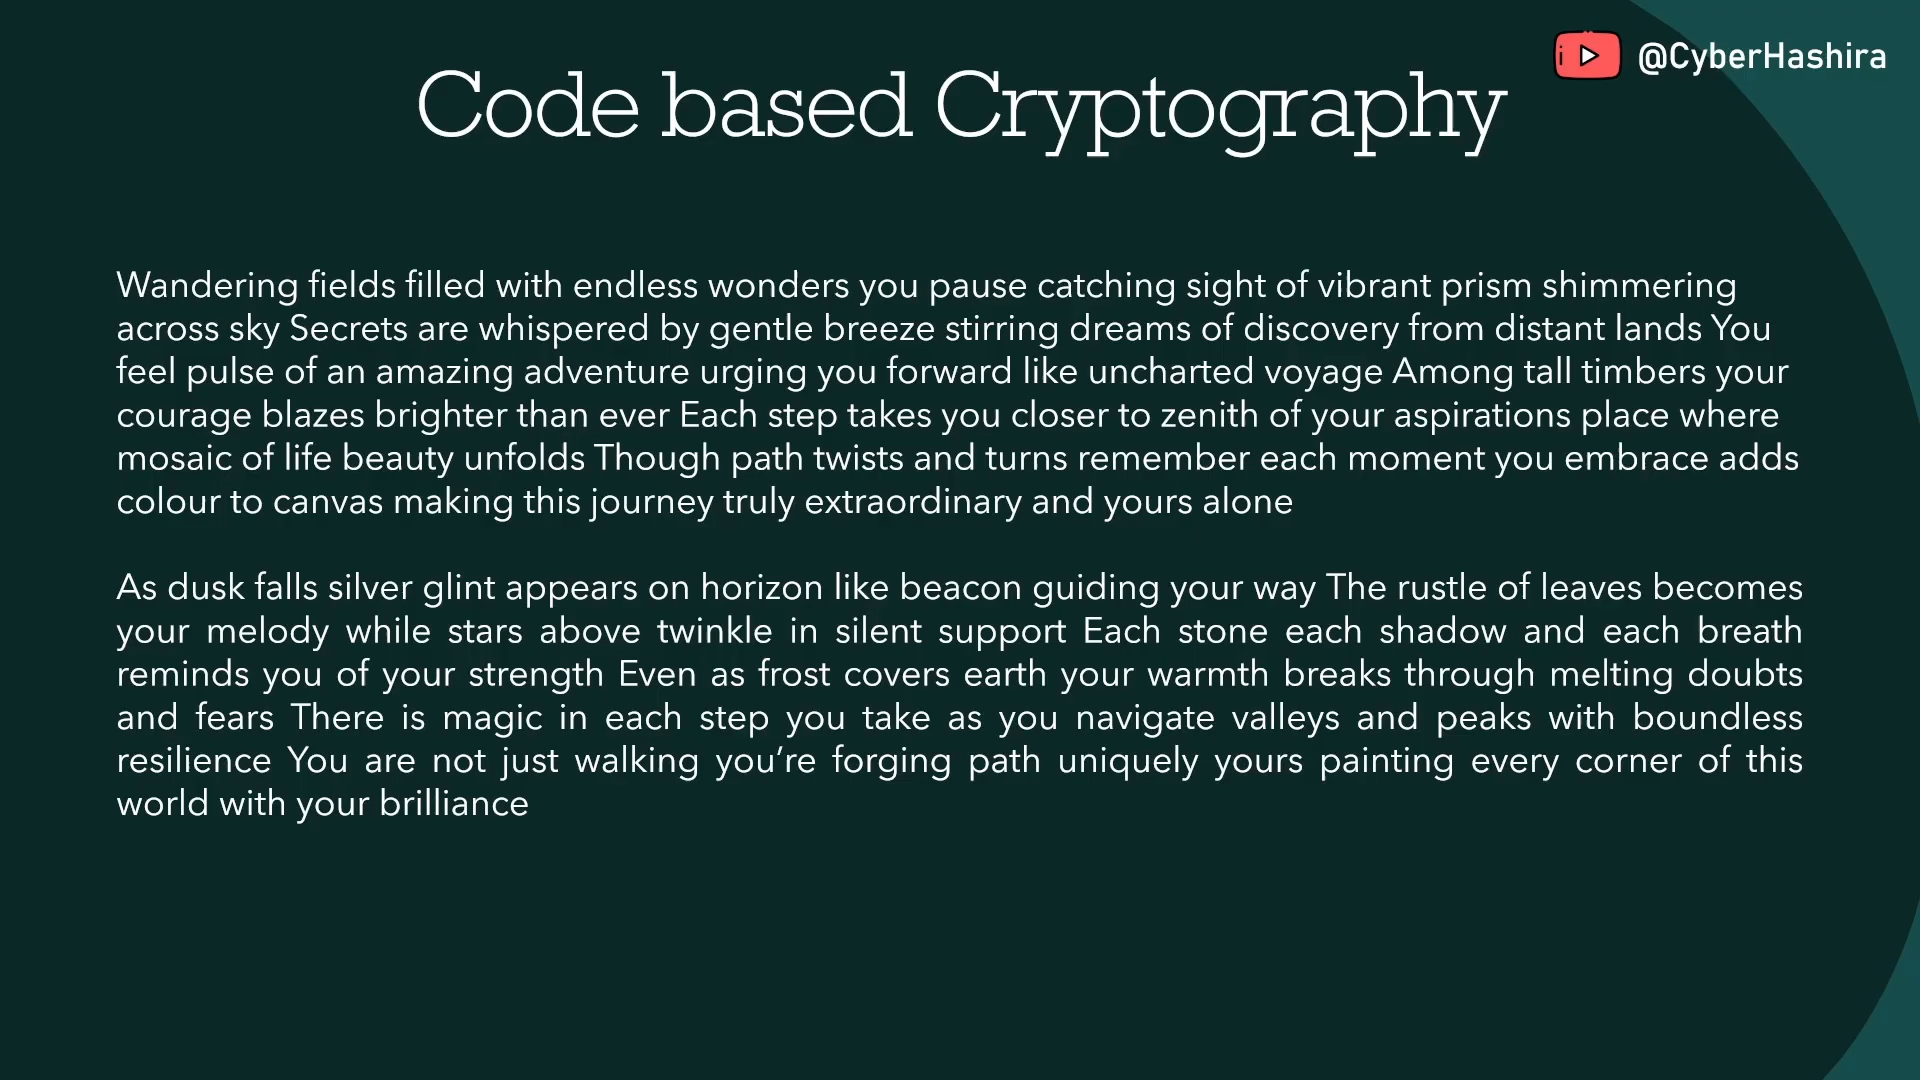 @CyberHashira
Code based Cryptography
Wandering fields filled with endless wonders you pause catching sight of vibrant prism shimmering
across sky Secrets are whispered by gentle breeze stirring dreams of discovery from distant lands You
feel pulse of an amazing adventure urging you forward like uncharted voyage Among tall timbers your
courage blazes brighter than ever Each step takes you closer to zenith of your aspirations place where
mosaic of life beauty unfolds Though path twists and turns remember each moment you embrace adds
colour to canvas making this journey truly extraordinary and yours alone
As dusk falls silver glint appears on horizon like beacon guiding your way The rustle of leaves becomes
your melody while stars above twinkle in silent support Each stone each shadow and each breath
reminds you of your strength Even as frost covers earth your warmth breaks through melting doubts
and fears There is magic in each step you take as you navigate valleys and peaks with boundless
resilience You are not just walking you’re forging path uniquely yours painting every corner of this
world with your brilliance